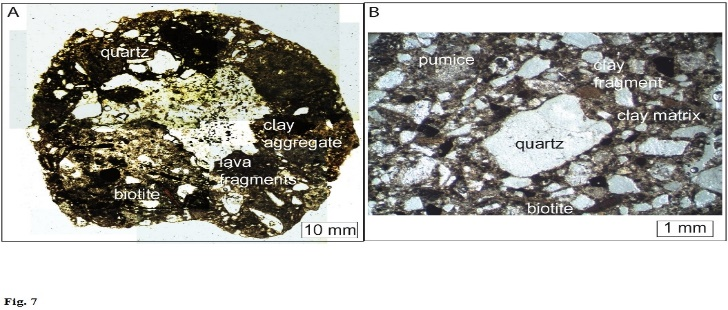 A
quartz
clay
aggregate
lava
fragments
biotite
10 mm
B
pumice
clay
fragment
clay matrix
quartz
biotite
1 mm
Fig. 7